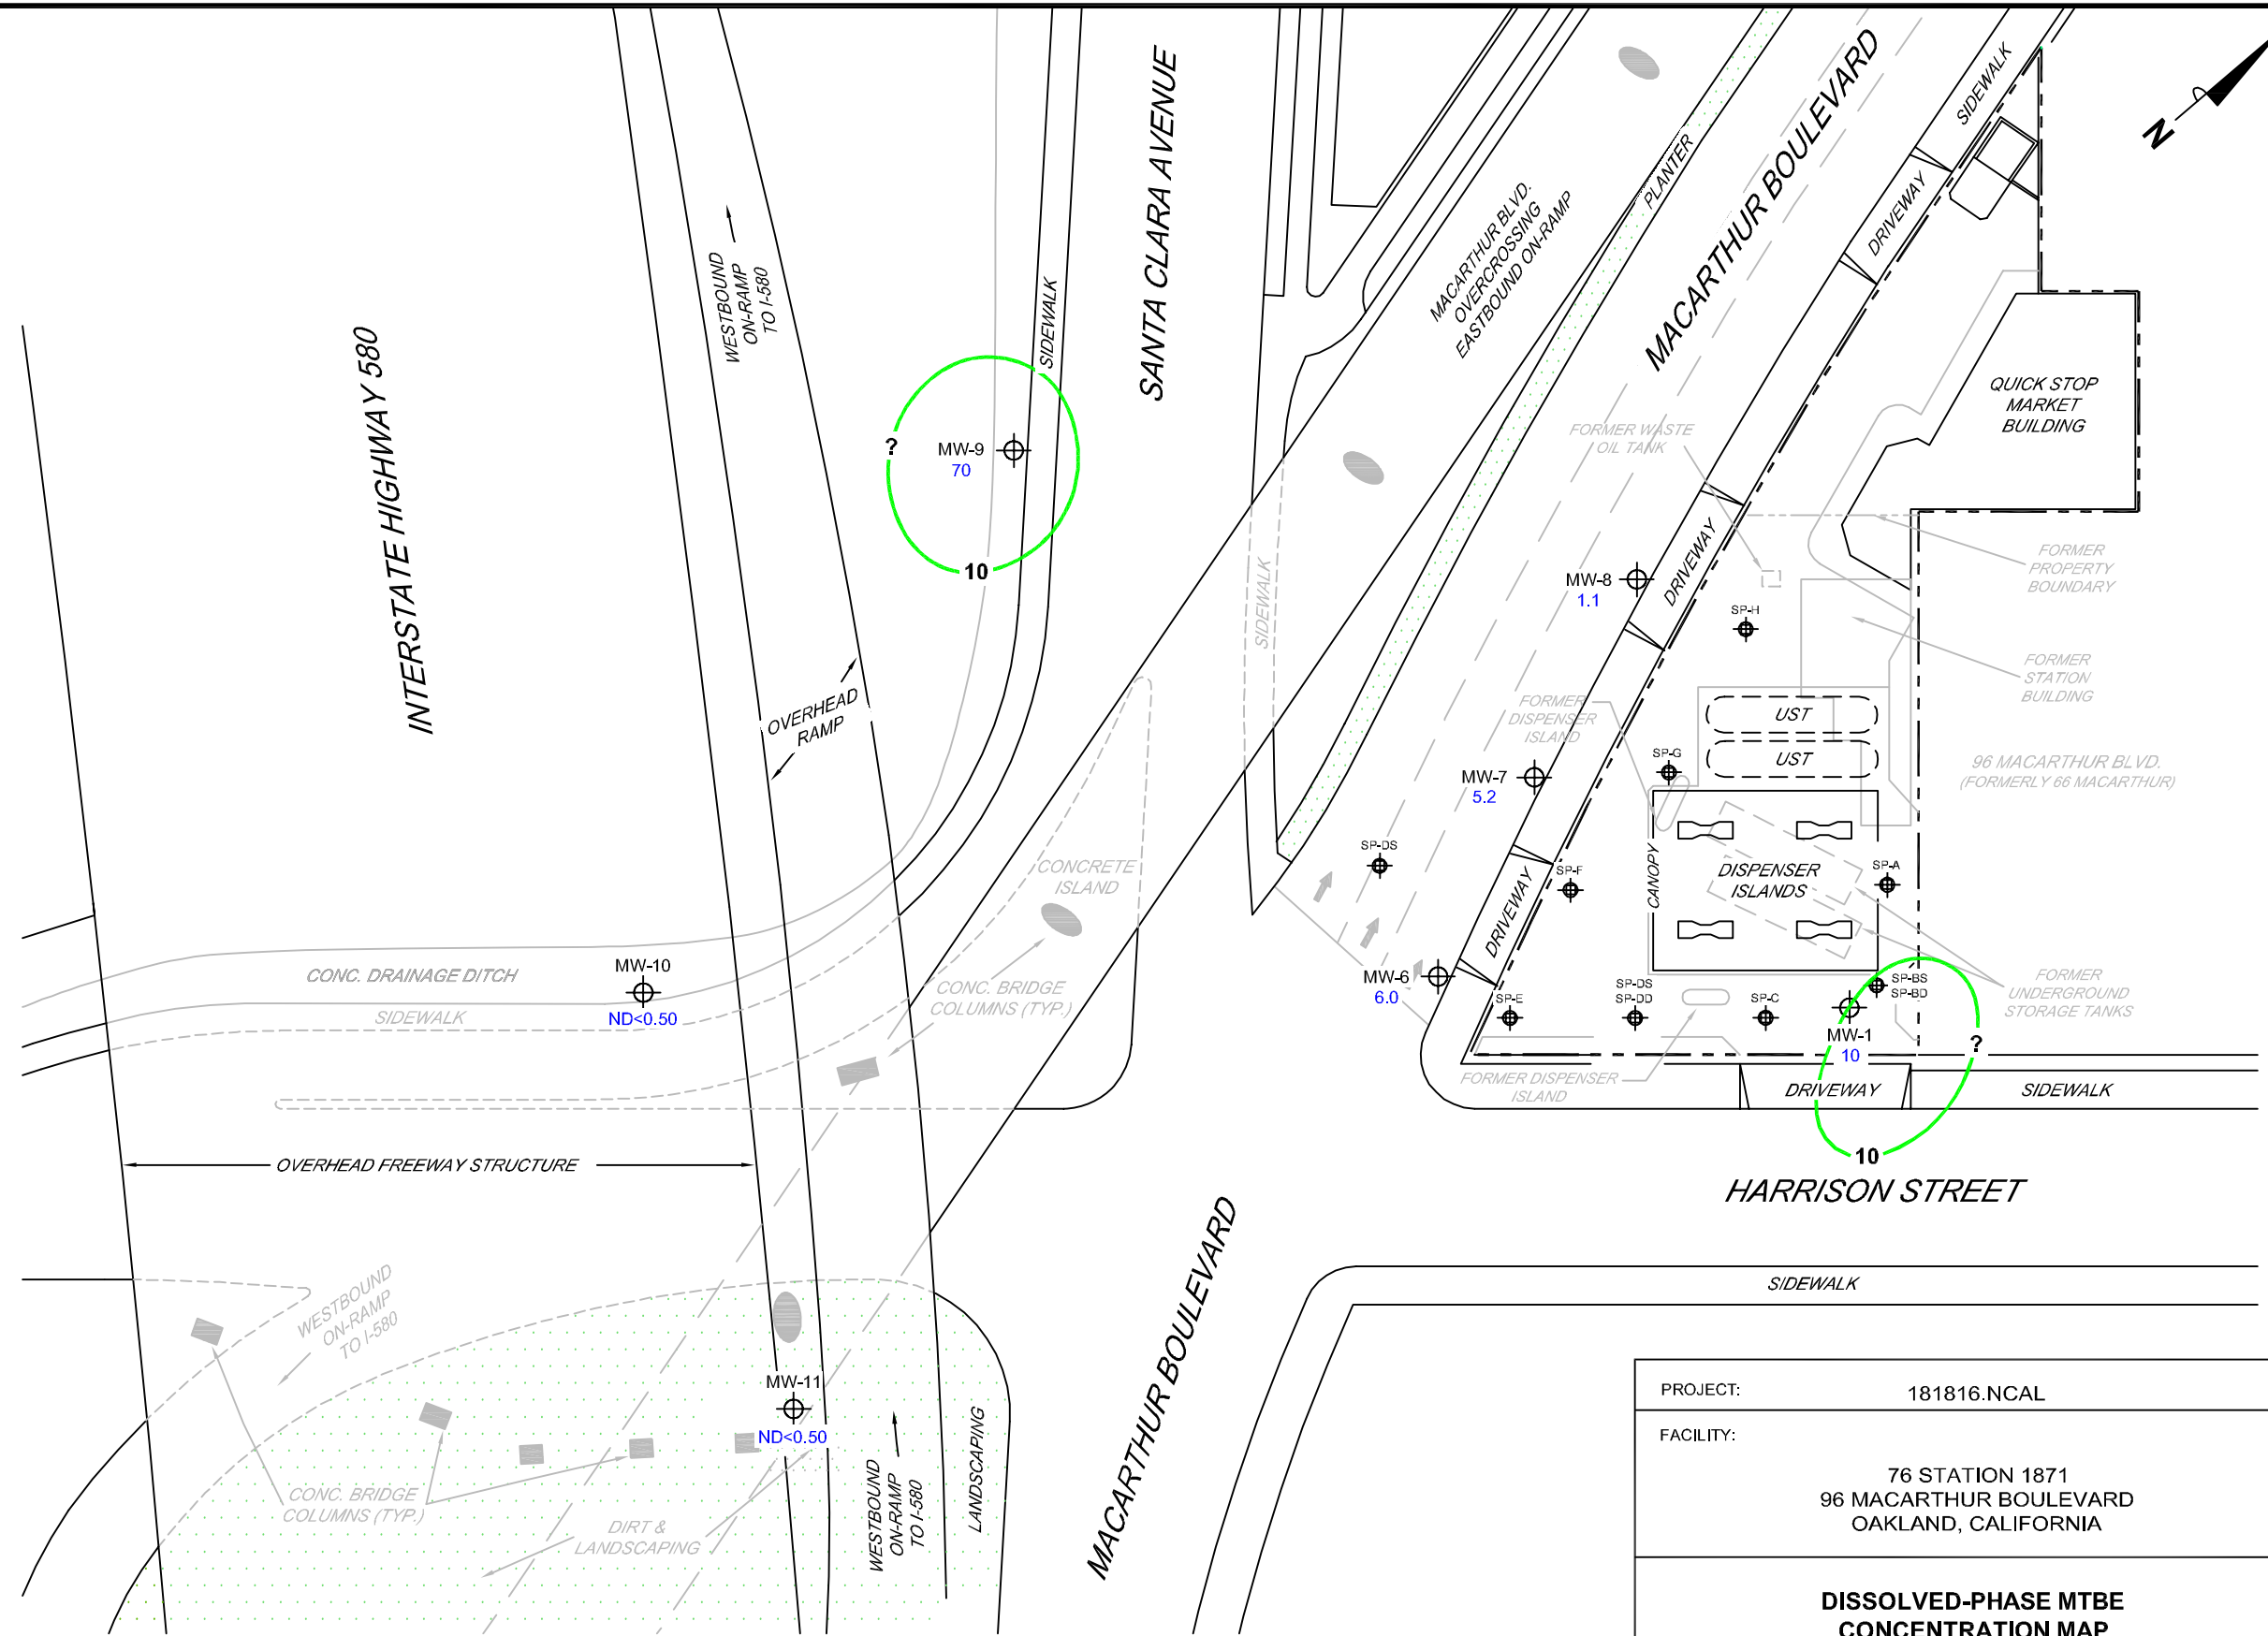 SANTA CLARA AVENUE
MACARTHUR BOULEVARD
SIDEWALK
N
DRIVEWAY
PLANTER
MACARTHUR BLVD.
OVERCROSSING
EASTBOUND ON-RAMP
WESTBOUND
ON-RAMP
TO I-580
SIDEWALK
INTERSTATE HIGHWAY 580
?
MW-9
70
10
QUICK STOP
MARKET
BUILDING
FORMER WASTE
OIL TANK
FORMER
PROPERTY
BOUNDARY
DRIVEWAY
MW-8
1.1
SIDEWALK
SP-H
FORMER
STATION
BUILDING
OVERHEAD
RAMP
FORMER
DISPENSER
ISLAND
UST
UST
SP-G
96 MACARTHUR BLVD.
(FORMERLY 66 MACARTHUR)
MW-7
5.2
CONCRETE
ISLAND
SP-DS
SP-F
CANOPY
DISPENSER
ISLANDS
SP-A
DRIVEWAY
CONC. DRAINAGE DITCH
MW-10
ND<0.50
SIDEWALK
CONC. BRIDGE
COLUMNS (TYP.)
MW-6
6.0
SP-E
SP-DS
SP-DD
SP-C
SP-BS
SP-BD
FORMER
UNDERGROUND
STORAGE TANKS
MW-1
10
?
FORMER DISPENSER
ISLAND
DRIVEWAY
SIDEWALK
10
OVERHEAD FREEWAY STRUCTURE
HARRISON STREET
SIDEWALK
WESTBOUND
ON-RAMP
TO I-580
MACARTHUR BOULEVARD
MW-11
ND<0.50
WESTBOUND
ON-RAMP
TO I-580
LANDSCAPING
CONC. BRIDGE
COLUMNS (TYP.)
DIRT &
LANDSCAPING
PROJECT: 181816.NCAL
FACILITY:
76 STATION 1871
96 MACARTHUR BOULEVARD
OAKLAND, CALIFORNIA
DISSOLVED-PHASE MTBE
CONCENTRATION MAP